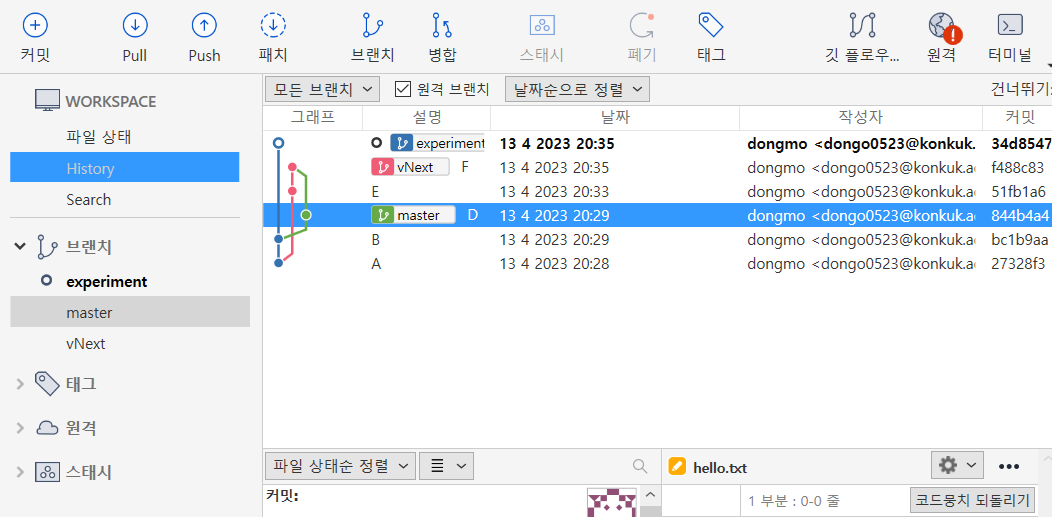 커밋 Pull Push 패치 브랜치 병합 스태시 폐기 태그 깃 플로우... 원격 터미널
WORKSPACE
파일 상태
History
Search
브랜치
experiment
master
vNext
태그
원격
스태시
모든 브랜치 원격 브랜치 날짜순으로 정렬 건너뛰기:
그래프 설명 날짜 작성자 커밋
experiment 13 4 2023 20:35 dongmo <dongo0523@konkuk. 34d8547
vNext F 13 4 2023 20:35 dongmo <dongo0523@konkuk.a f488c83
E 13 4 2023 20:33 dongmo <dongo0523@konkuk.a 51fb1a6
master D 13 4 2023 20:29 dongmo <dongo0523@konkuk.a 844b4a4
B 13 4 2023 20:29 dongmo <dongo0523@konkuk.a bc1b9aa
A 13 4 2023 20:28 dongmo <dongo0523@konkuk.a 27328f3
파일 상태순 정렬
커밋:
hello.txt
1 부분 : 0-0 줄 코드뭉치 되돌리기